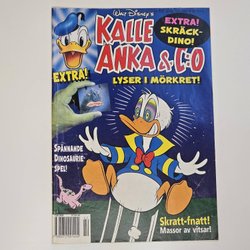 Walt Disney's
EXTRA!
SKRÄCK-
DINO!
KALLE
ANKA & C:O
EXTRA!
LYSER I MÖRKRET!
SPÄNNANDE
DINOSAURIE-
SPEL!
Skratt-fnatt!
Massor av vitsar!